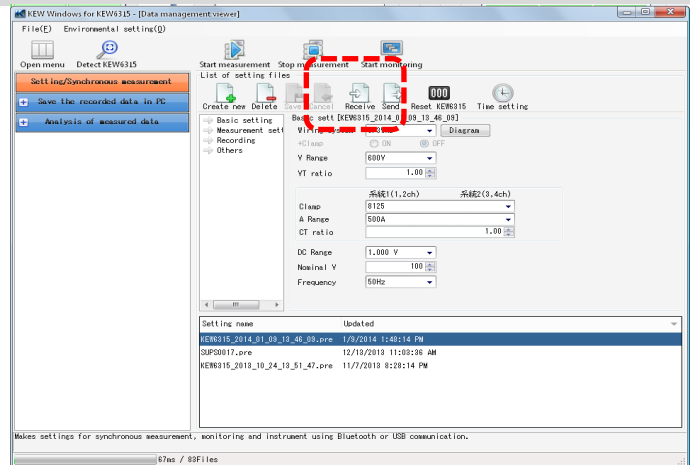 KEW Windows for KEW6315 - [Data management viewer]
File(F) Environmental setting(O)
Open menu Detect KEW6315 Start measurement Stop measurement Start monitoring
Setting/Synchronous measurement
Save the recorded data in PC
Analysis of measured data
List of setting files
Create new Delete Save Cancel Receive Send Reset KEW6315 Time setting
Basic setting
Measurement sett
Recording
Others
Basic sett [KEW6315_2014_01_09_13_46_09]
Wiring system Diagram
+Clamp ON OFF
V Range 600V
VT ratio 1.00
系統1(1,2ch) 系統2(3,4ch)
Clamp 8125
A Range 500A
CT ratio 1.00
DC Range 1.000 V
Nominal V 100
Frequency 50Hz
Setting name Updated
KEW6315_2014_01_09_13_46_09.pre 1/9/2014 1:48:14 PM
SUPS0017.pre 12/13/2013 11:03:36 AM
KEW6315_2013_10_24_13_51_47.pre 11/7/2013 8:28:14 PM
Makes settings for synchronous measurement, monitoring and instrument using Bluetooth or USB communication.
67ms / 83Files